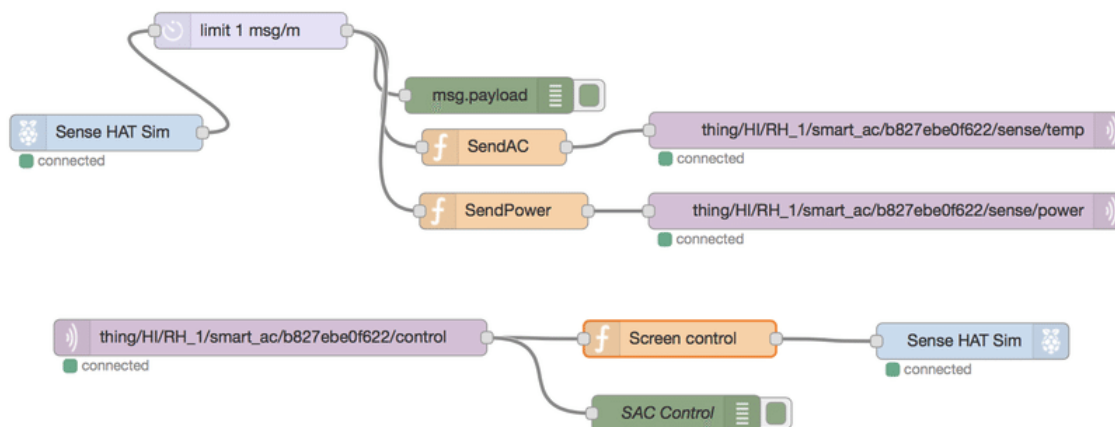 limit 1 msg/m
msg.payload
Sense HAT Sim
connected
SendAC
thing/HI/RH_1/smart_ac/b827ebe0f622/sense/temp
connected
SendPower
thing/HI/RH_1/smart_ac/b827ebe0f622/sense/power
connected
thing/HI/RH_1/smart_ac/b827ebe0f622/control
connected
Screen control
Sense HAT Sim
connected
SAC Control